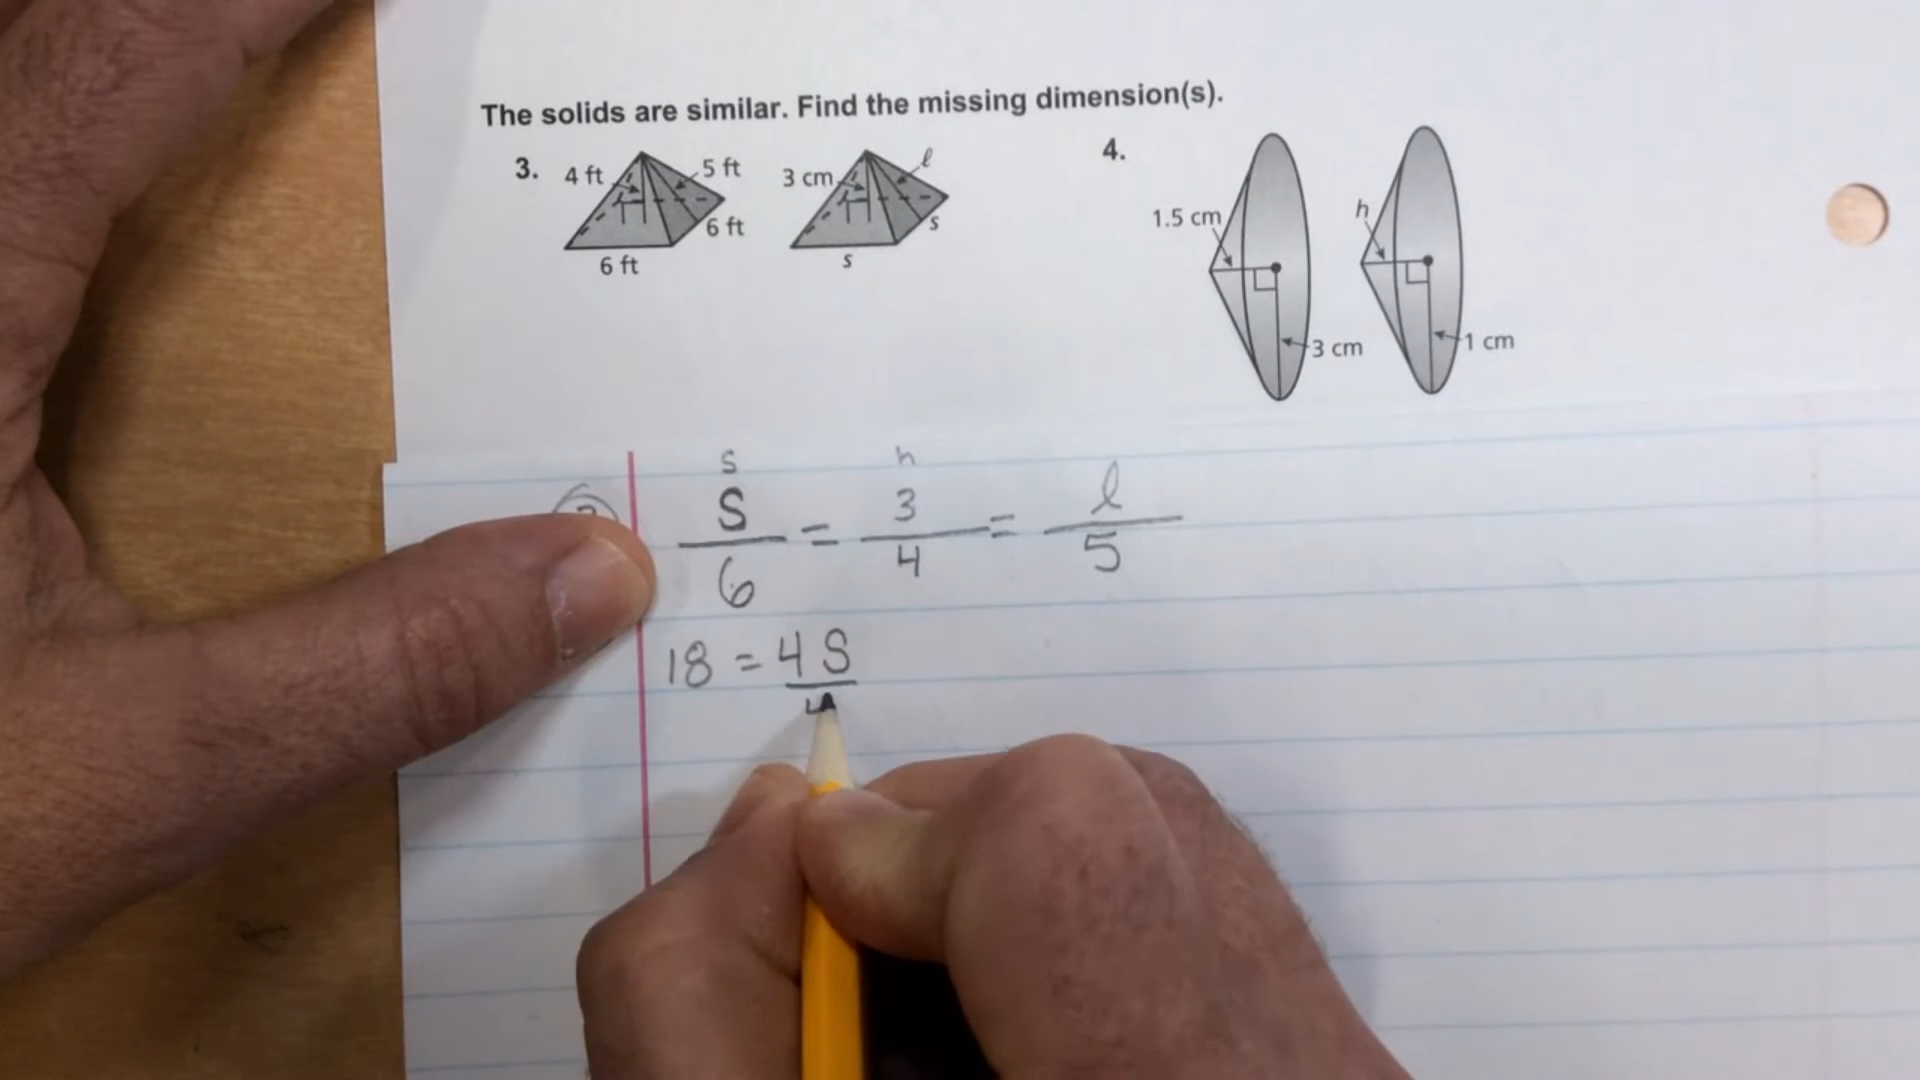 The solids are similar. Find the missing dimension(s).
3.
4 ft
5 ft
6 ft
6 ft
3 cm
ℓ
s
s
4.
1.5 cm
3 cm
h
1 cm
s h
S/6 = 3/4 = ℓ/5
18 = 4S
4